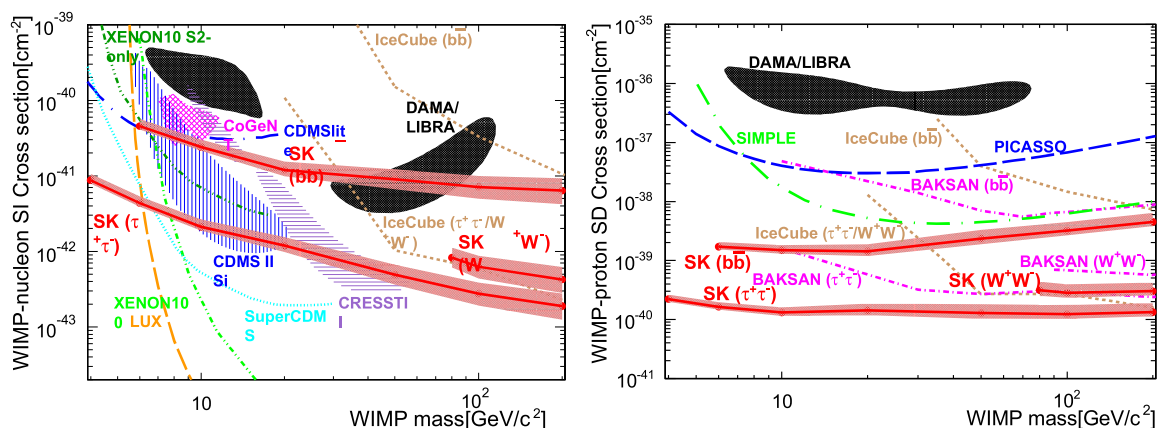 10-39
10-40
10-41
10-42
10-43
WIMP-nucleon SI Cross section[cm-2]
XENON10 S2-
only
IceCube (bb̄)
DAMA/
LIBRA
CoGeN
T
CDMSlit
e
SK
(bb̄)
SK (τ
+τ-)
IceCube (τ+τ-/W
W-)
SK +W-)
(W
CDMS II
Si
XENON10
0
LUX
SuperCDM
S
CRESSTI
I
10
102
WIMP mass[GeV/c2]
10-35
10-36
10-37
10-38
10-39
10-40
10-41
WIMP-proton SD Cross section[cm-2]
DAMA/LIBRA
SIMPLE
IceCube (bb̄)
PICASSO
BAKSAN (bb̄)
IceCube (τ+τ-/W+W-)
SK (bb̄)
BAKSAN (τ+τ-)
BAKSAN (W+W-)
SK (τ+τ-)
SK (W+W-)
10
102
WIMP mass[GeV/c2]